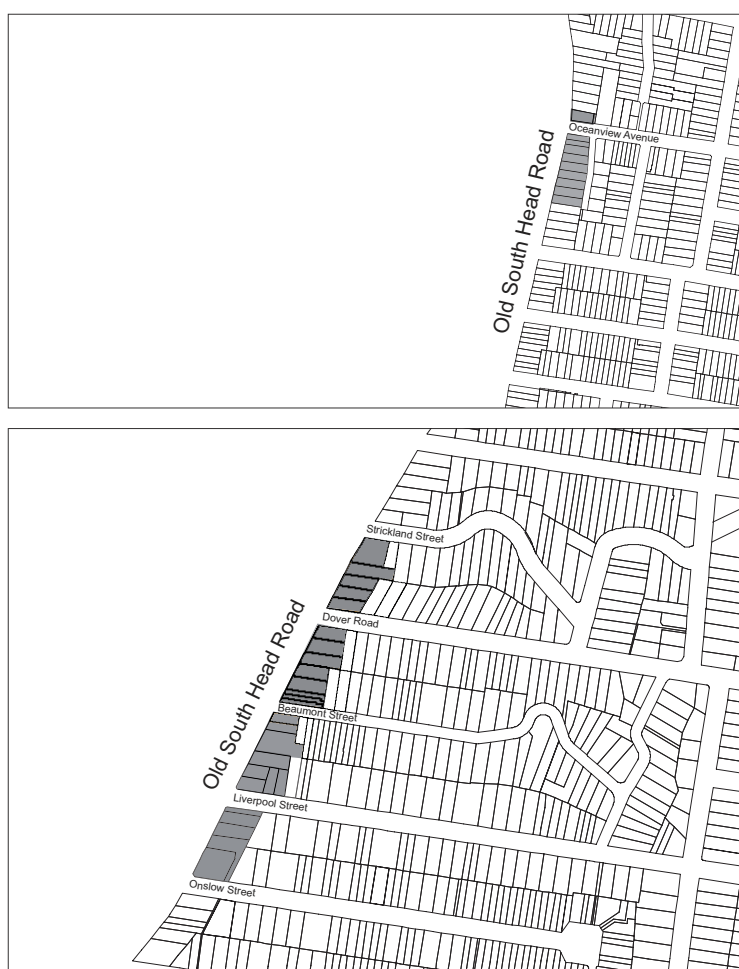 Oceanview Avenue
Old South Head Road
Strickland Street
Dover Road
Old South Head Road
Beaumont Street
Liverpool Street
Onslow Street